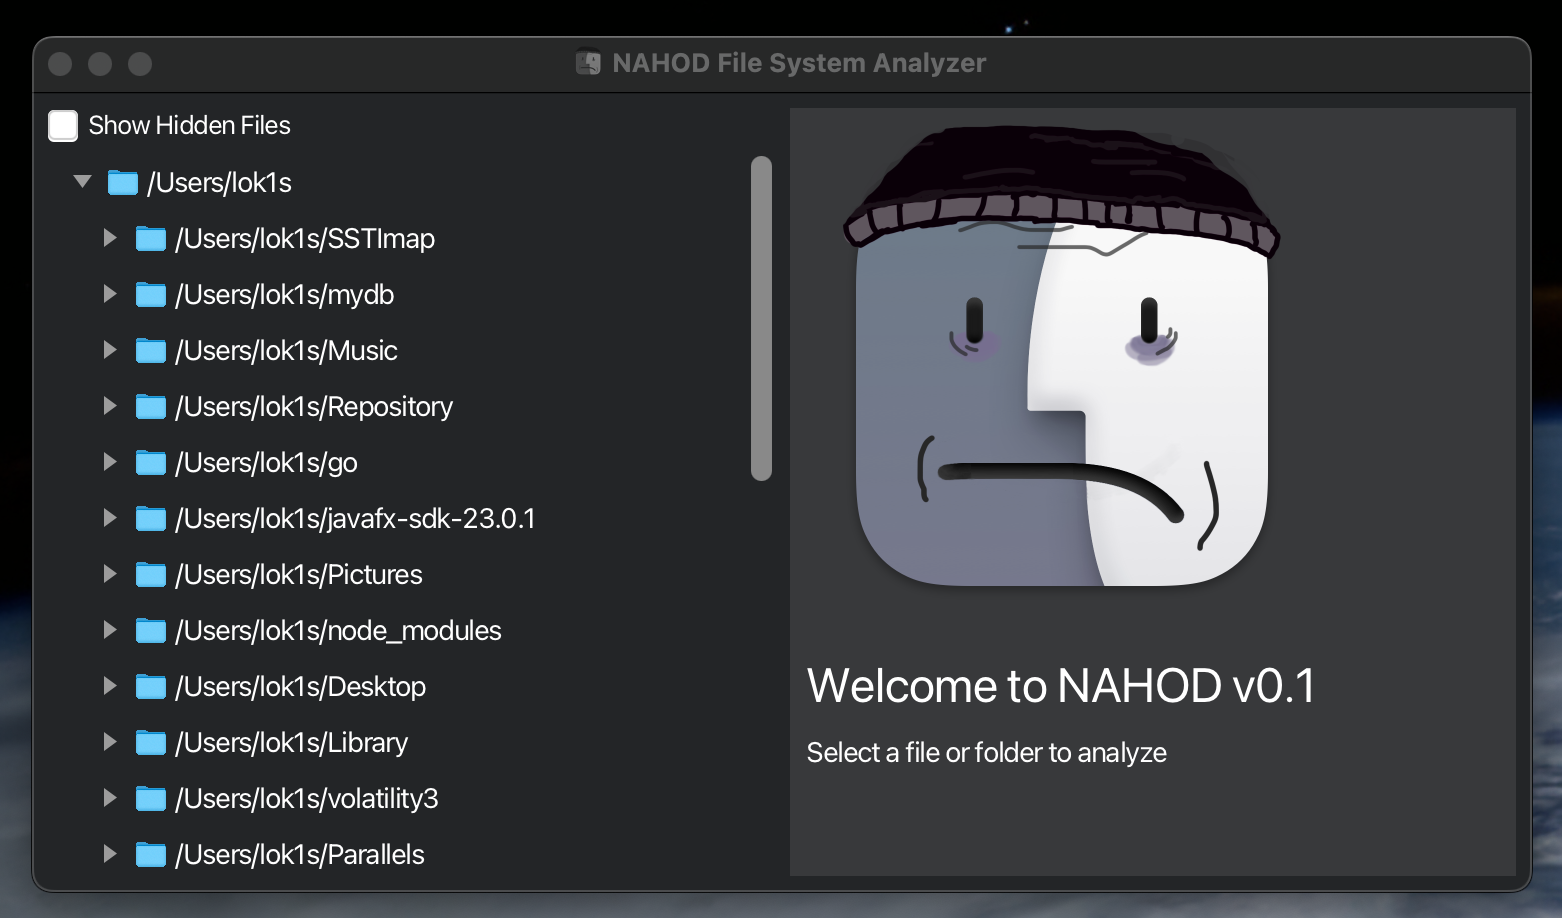 NAHOD File System Analyzer
Show Hidden Files
/Users/lok1s
/Users/lok1s/SSTImap
/Users/lok1s/mydb
/Users/lok1s/Music
/Users/lok1s/Repository
/Users/lok1s/go
/Users/lok1s/javafx-sdk-23.0.1
/Users/lok1s/Pictures
/Users/lok1s/node_modules
/Users/lok1s/Desktop
/Users/lok1s/Library
/Users/lok1s/volatility3
/Users/lok1s/Parallels
Welcome to NAHOD v0.1
Select a file or folder to analyze